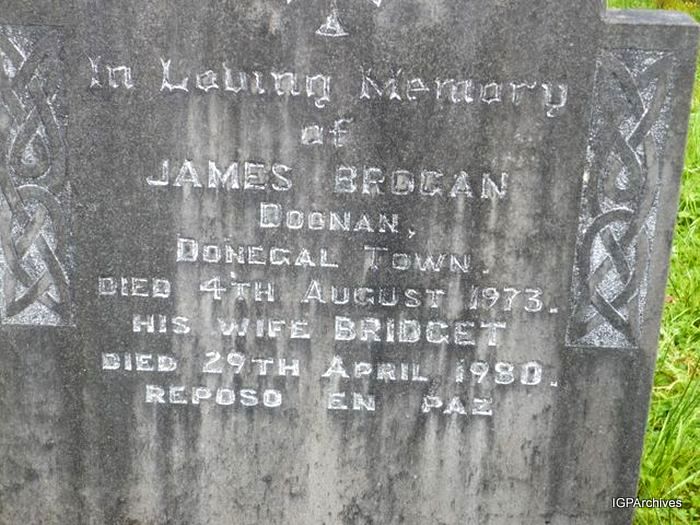 In Loving Memory
of
JAMES BROGAN
DOONAN,
DONEGAL TOWN.
DIED 4TH AUGUST 1973.
HIS WIFE BRIDGET
DIED 29TH APRIL 1980.
REPOSO EN PAZ
IGPArchives